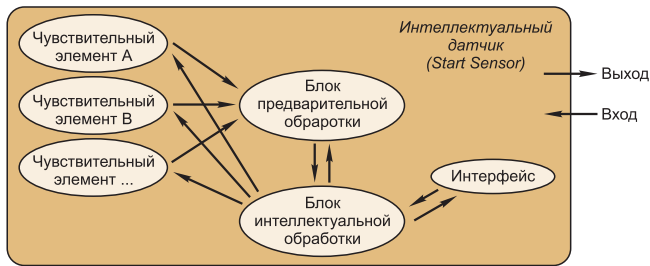 Чувствительный
элемент A
Чувствительный
элемент B
Чувствительный
элемент ...
Блок
предварительной
обраротки
Блок
интеллектуальной
обработки
Интерфейс
Интеллектуальный
датчик
(Start Sensor)
Выход
Вход